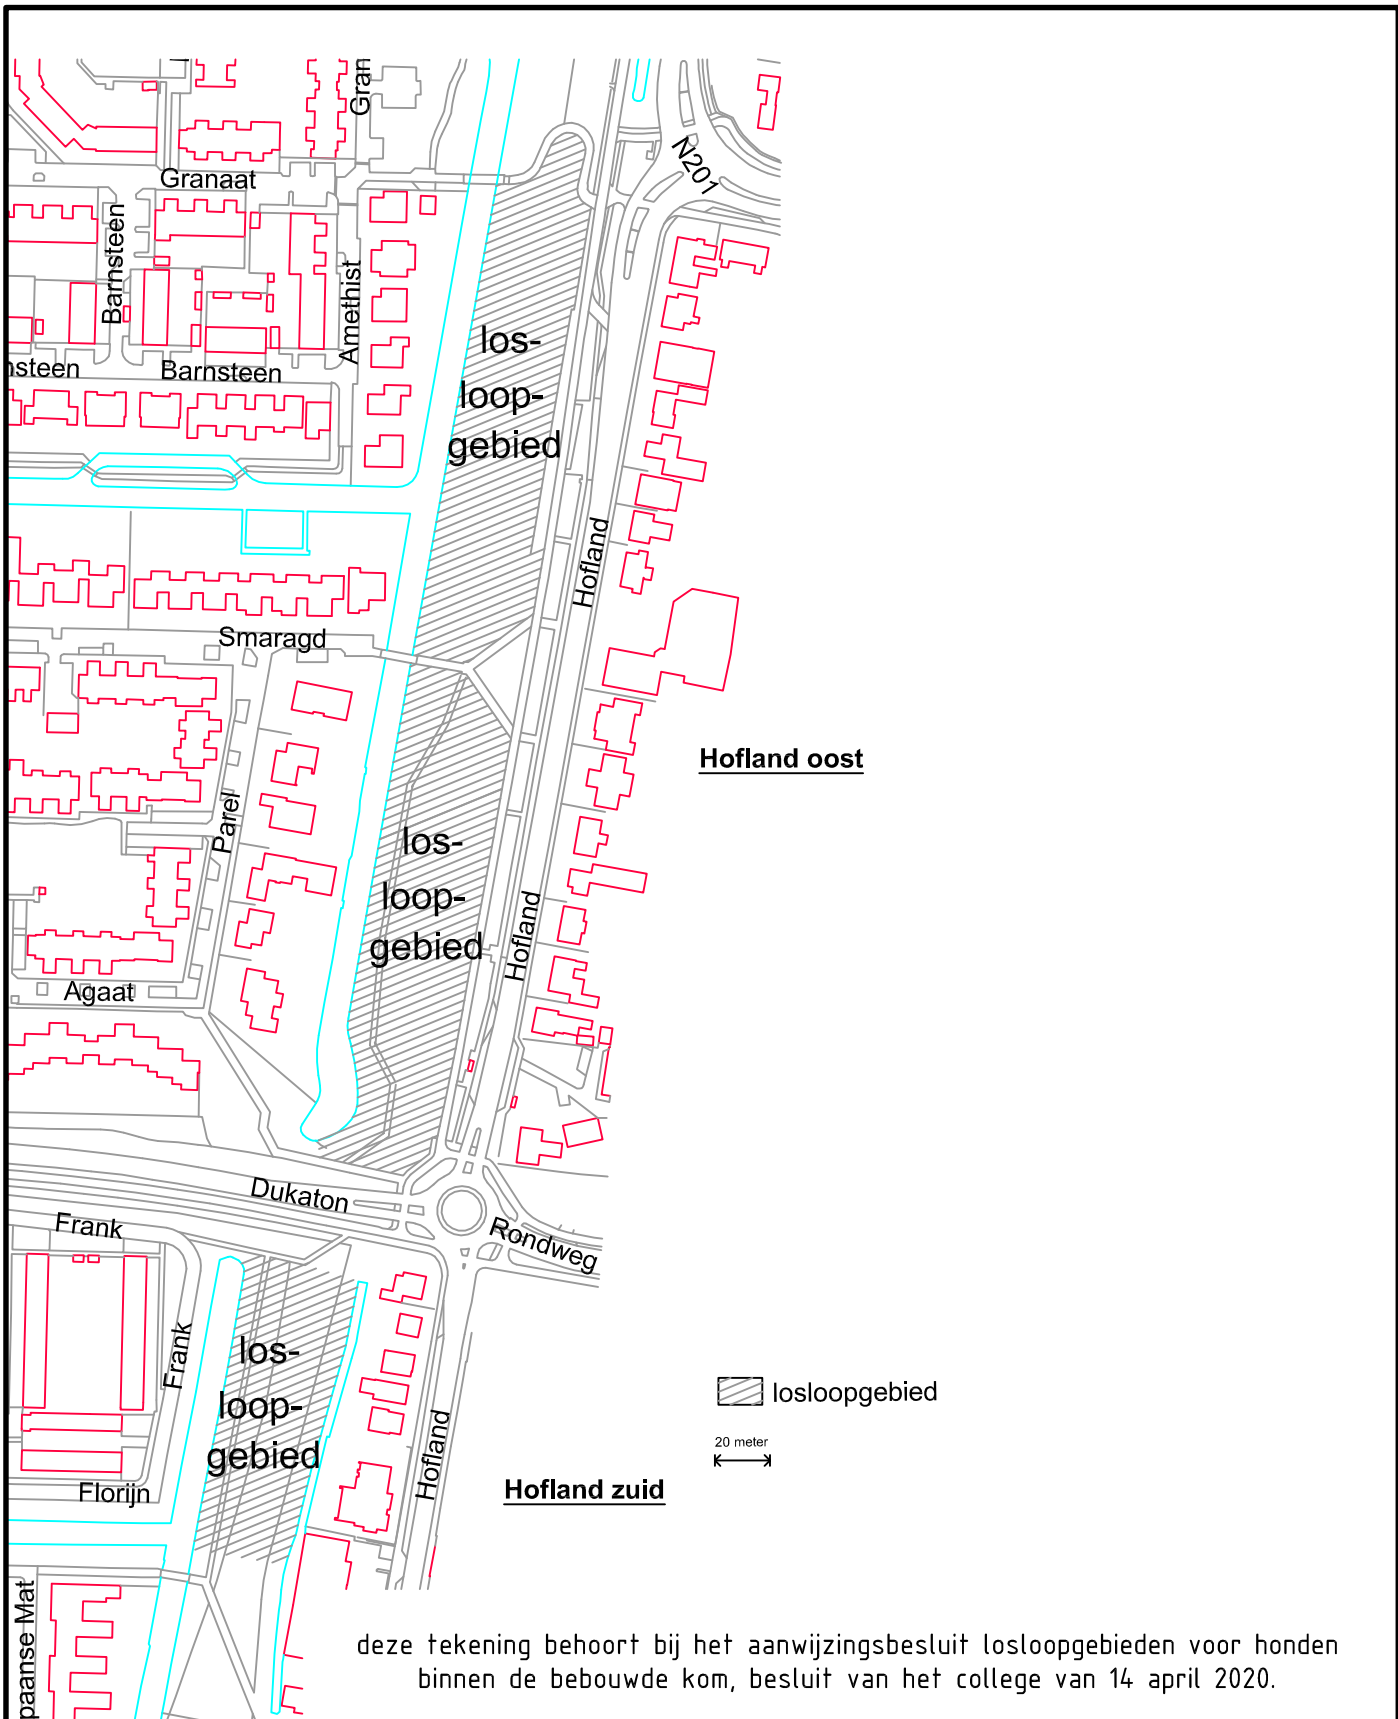 Gran
N201
Granaat
Barnsteen
Amethist
los-
loop-
gebied
nsteen
Barnsteen
Hofland
Smaragd
Hofland oost
Parel
los-
loop-
gebied
Hofland
Agaat
Dukaton
Frank
Rondweg
Frank
los-
loop-
gebied
losloopgebied
20 meter
Hofland
Hofland zuid
Florijn
paanse Mat
deze tekening behoort bij het aanwijzingsbesluit losloopgebieden voor honden
binnen de bebouwde kom, besluit van het college van 14 april 2020.